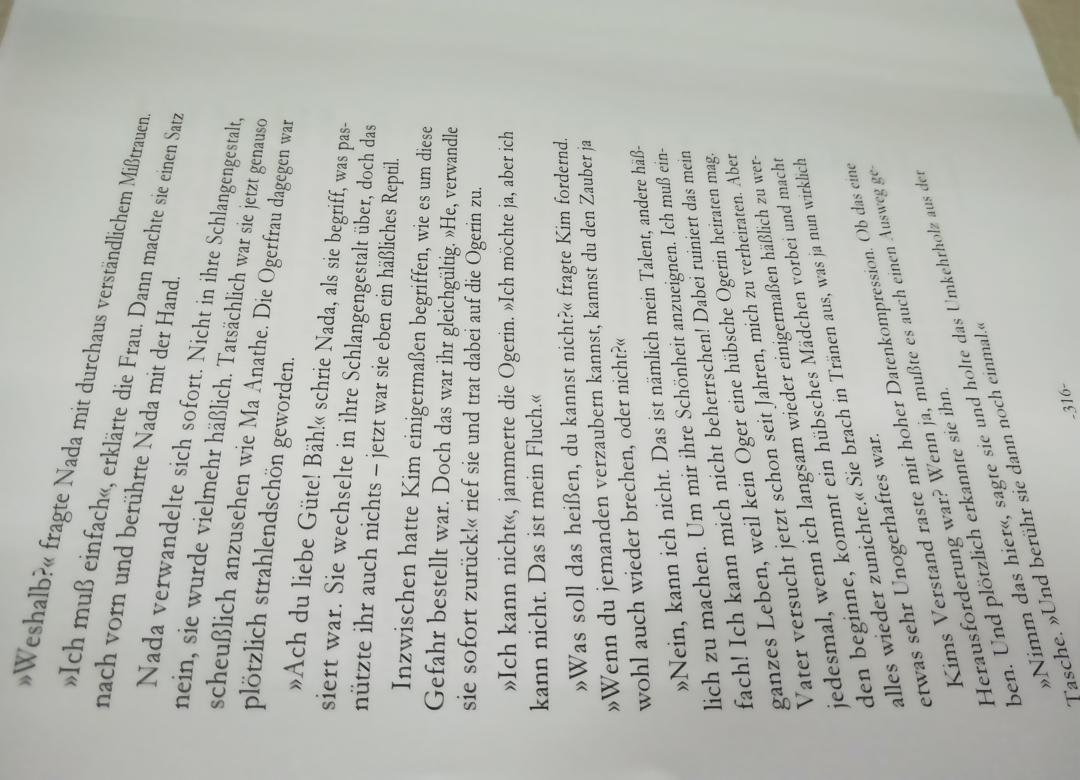 »Weshalb?« fragte Nada mit durchaus verständlichem Mißtrauen.
»Ich muß einfach«, erklärte die Frau. Dann machte sie einen Satz
nach vorn und berührte Nada mit der Hand.
Nada verwandelte sich sofort. Nicht in ihre Schlangengestalt,
nein, sie wurde vielmehr häßlich. Tatsächlich war sie jetzt genauso
scheußlich anzusehen wie Ma Anathe. Die Ogerfrau dagegen war
plötzlich strahlendschön geworden.
»Ach du liebe Güte! Bäh!« schrie Nada, als sie begriff, was pas-
siert war. Sie wechselte in ihre Schlangengestalt über, doch das
nützte ihr auch nichts – jetzt war sie eben ein häßliches Reptil.
Inzwischen hatte Kim einigermaßen begriffen, wie es um diese
Gefahr bestellt war. Doch das war ihr gleichgültig. »He, verwandle
sie sofort zurück!« rief sie und trat dabei auf die Ogerin zu.
»Ich kann nicht«, jammerte die Ogerin. »Ich möchte ja, aber ich
kann nicht. Das ist mein Fluch.«
»Was soll das heißen, du kannst nicht?« fragte Kim fordernd.
»Wenn du jemanden verzaubern kannst, kannst du den Zauber ja
wohl auch wieder brechen, oder nicht?«
»Nein, kann ich nicht. Das ist nämlich mein Talent, andere häß-
lich zu machen. Um mir ihre Schönheit anzueignen. Ich muß ein-
fach! Ich kann mich nicht beherrschen! Dabei ruiniert das mein
ganzes Leben, weil kein Oger eine hübsche Ogerin heiraten mag.
Vater versucht jetzt schon seit Jahren, mich zu verheiraten. Aber
jedesmal, wenn ich langsam wieder einigermaßen häßlich zu wer-
den beginne, kommt ein hübsches Mädchen vorbei und macht
alles wieder zunichte.« Sie brach in Tränen aus, was ja nun wirklich
etwas sehr Unogerhaftes war.
Kims Verstand raste mit hoher Datenkompression. Ob das eine
Herausforderung war? Wenn ja, mußte es auch einen Ausweg ge-
ben. Und plötzlich erkannte sie ihn.
»Nimm das hier«, sagte sie und holte das Umkehrholz aus der
Tasche. »Und berühr sie dann noch einmal.«
-316-